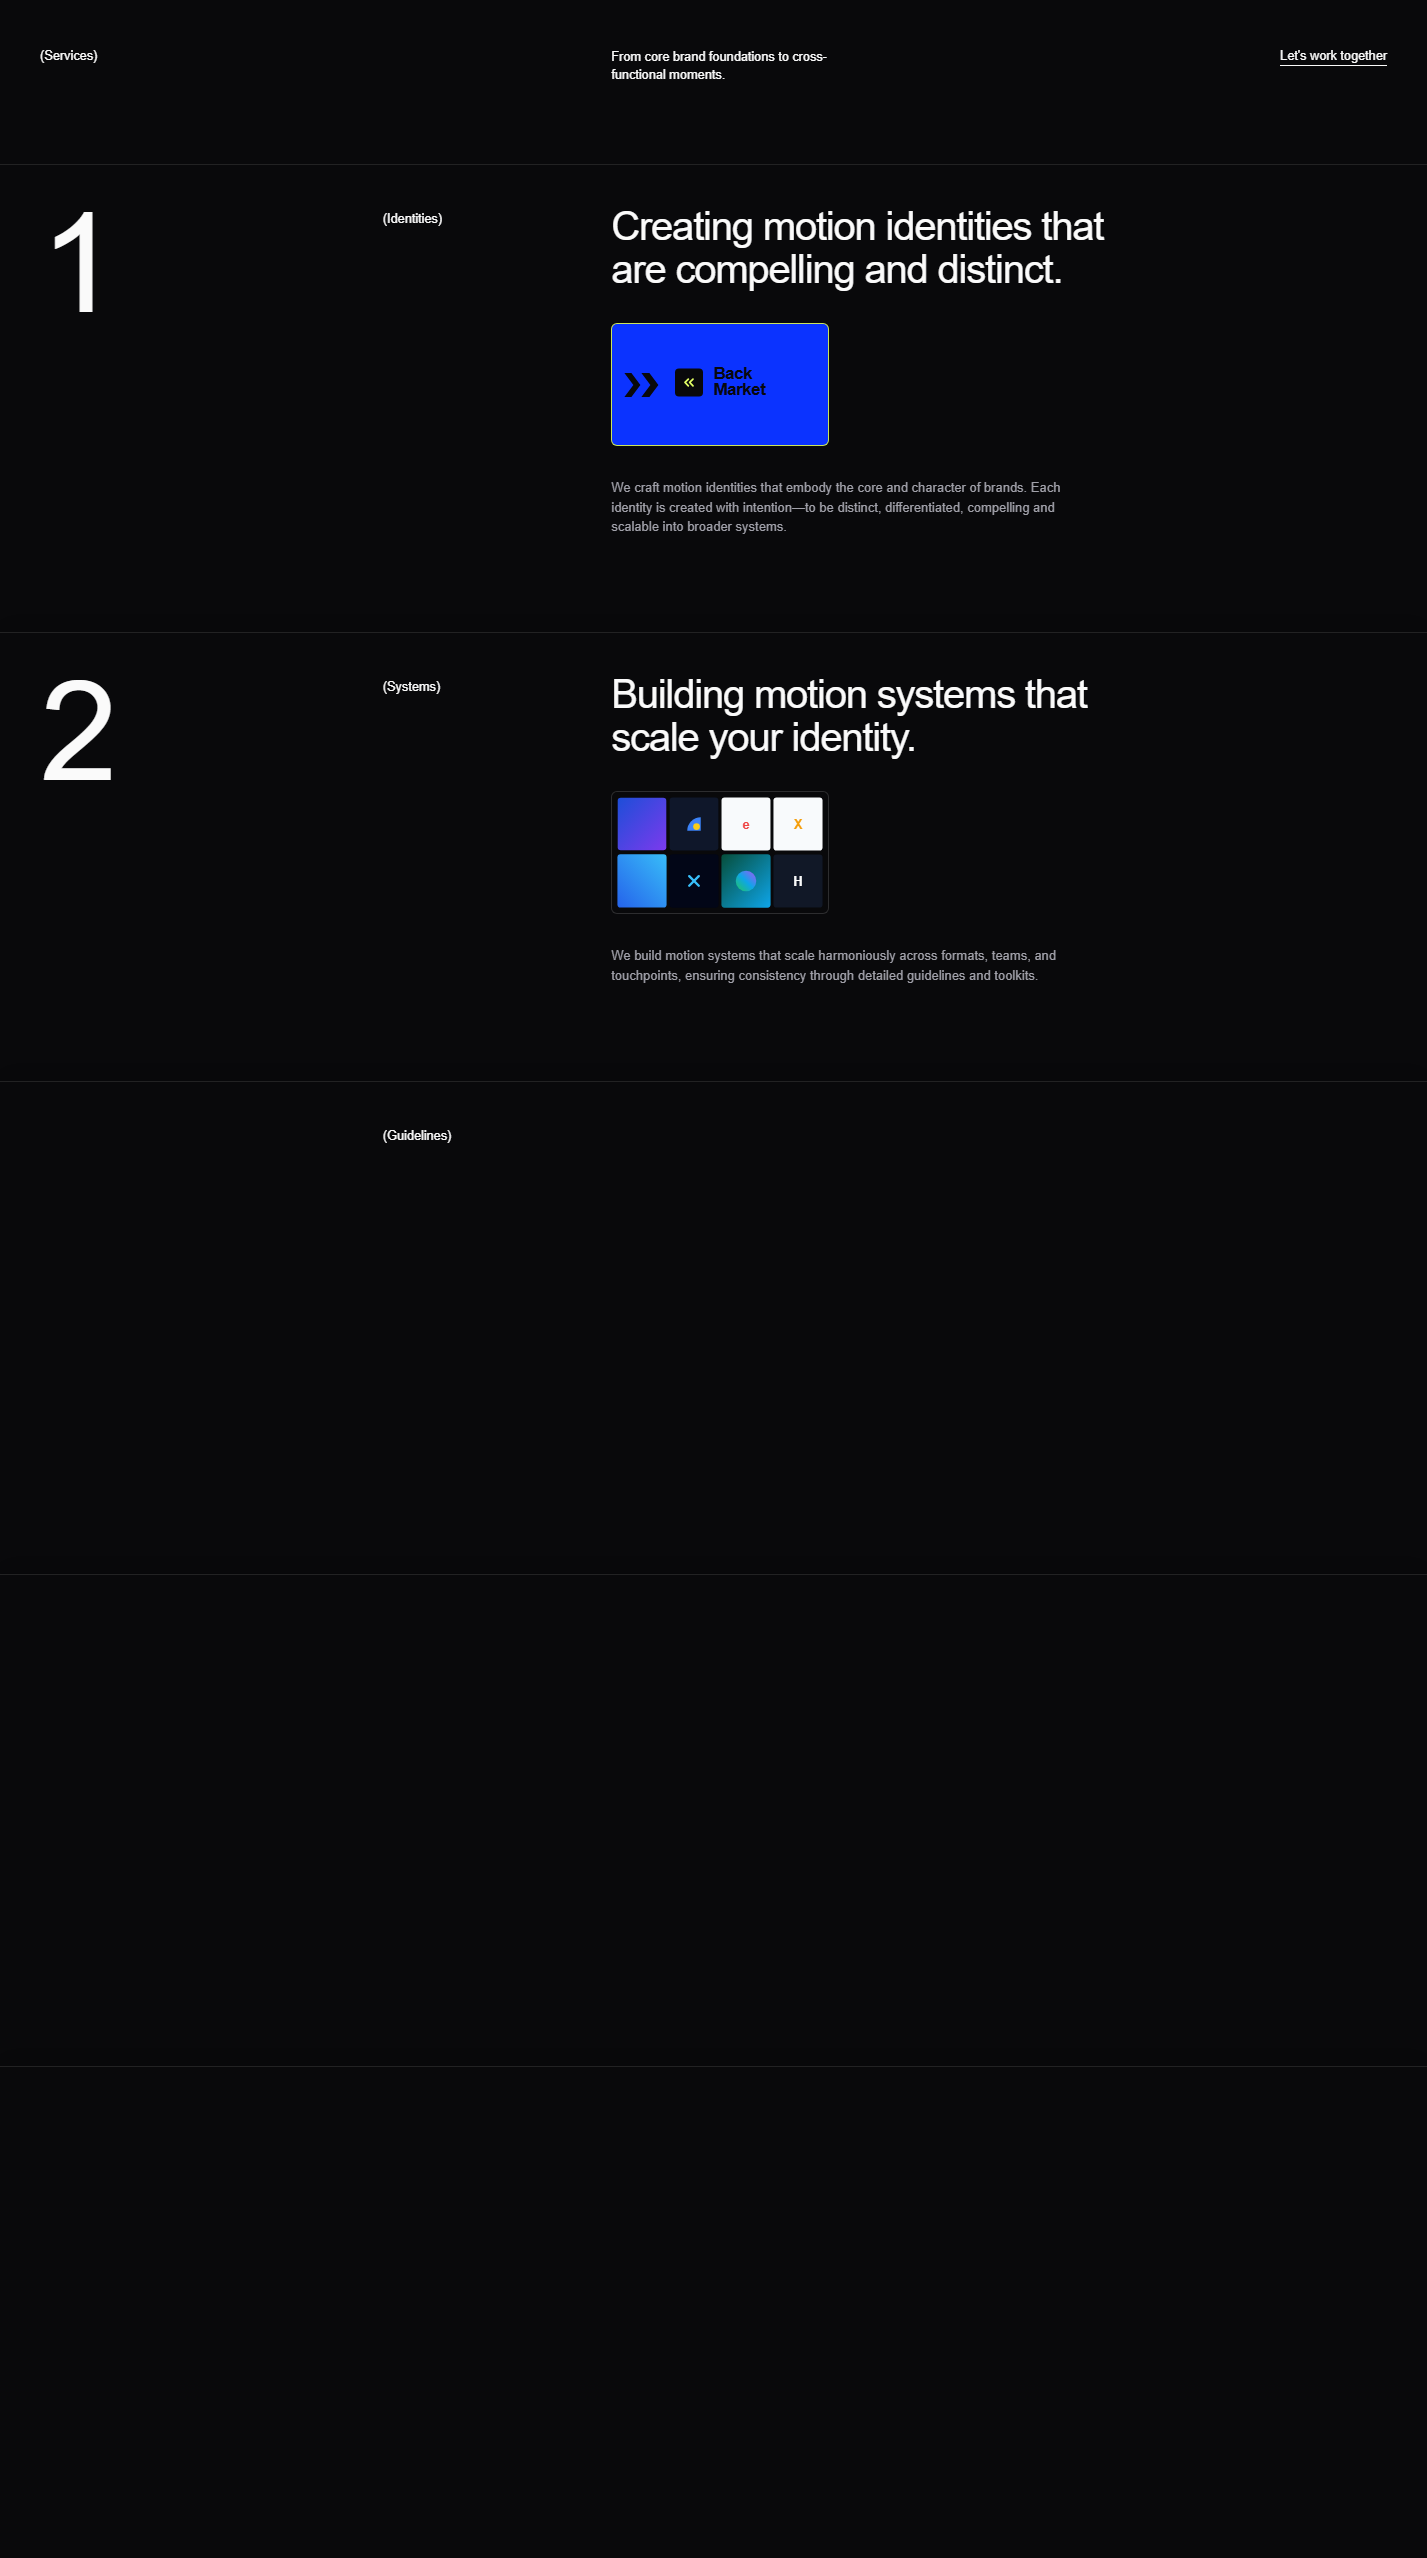 (Services)
From core brand foundations to cross-
functional moments.
Let's work together
1
(Identities)
Creating motion identities that
are compelling and distinct.
Back
Market
We craft motion identities that embody the core and character of brands. Each
identity is created with intention—to be distinct, differentiated, compelling and
scalable into broader systems.
2
(Systems)
Building motion systems that
scale your identity.
e
X
H
We build motion systems that scale harmoniously across formats, teams, and
touchpoints, ensuring consistency through detailed guidelines and toolkits.
(Guidelines)